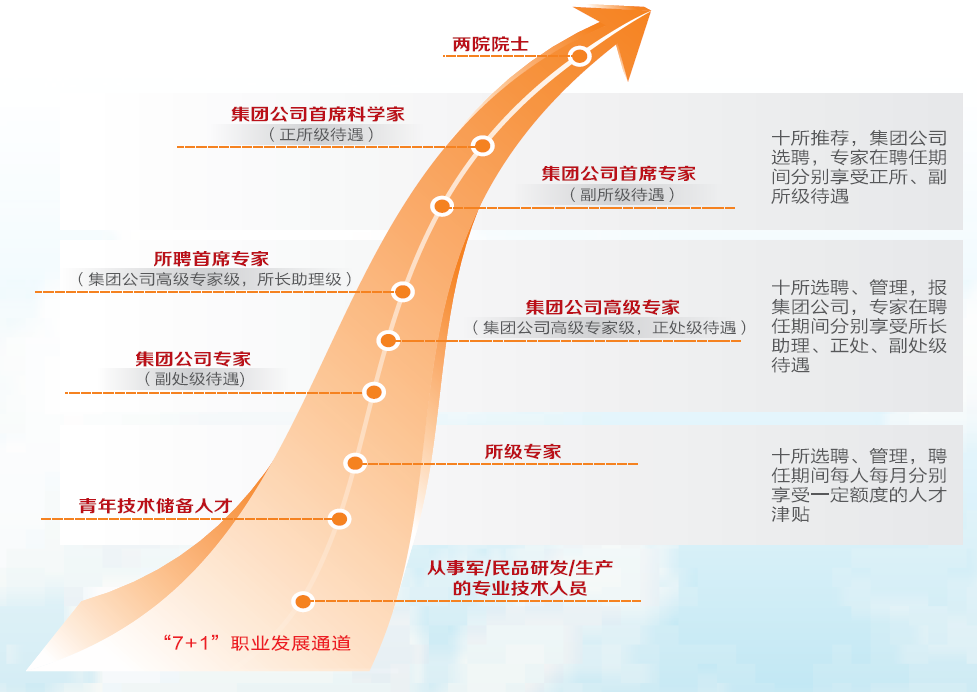 两院院士
集团公司首席科学家
（正所级待遇）
集团公司首席专家
（副所级待遇）
十所推荐，集团公司
选聘，专家在聘任期
间分别享受正所、副
所级待遇
所聘首席专家
（集团公司高级专家级，所长助理级）
集团公司高级专家
（集团公司高级专家级，正处级待遇）
集团公司专家
（副处级待遇)
十所选聘、管理，报
集团公司，专家在聘
任期间分别享受所长
助理、正处、副处级
待遇
所级专家
青年技术储备人才
十所选聘、管理，聘
任期间每人每月分别
享受一定额度的人才
津贴
从事军/民品研发/生产
的专业技术人员
“7+1”职业发展通道